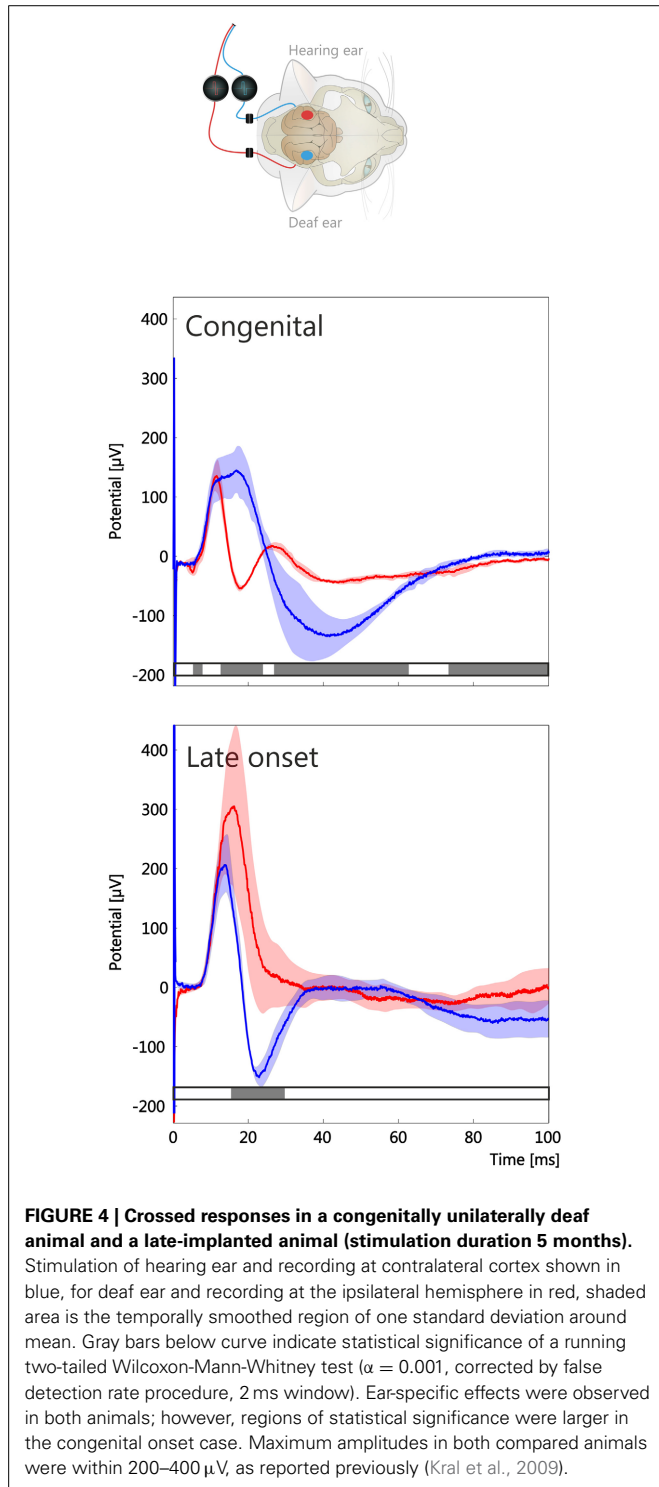 Hearing ear
Deaf ear
Congenital
400
300
200
100
0
-100
-200
Potential [µV]
Late onset
400
300
200
100
0
-100
-200
Potential [µV]
0 20 40 60 80 100
Time [ms]
FIGURE 4 | Crossed responses in a congenitally unilaterally deaf
animal and a late-implanted animal (stimulation duration 5 months).
Stimulation of hearing ear and recording at contralateral cortex shown in
blue, for deaf ear and recording at the ipsilateral hemisphere in red, shaded
area is the temporally smoothed region of one standard deviation around
mean. Gray bars below curve indicate statistical significance of a running
two-tailed Wilcoxon-Mann-Whitney test (α = 0.001, corrected by false
detection rate procedure, 2 ms window). Ear-specific effects were observed
in both animals; however, regions of statistical significance were larger in
the congenital onset case. Maximum amplitudes in both compared animals
were within 200–400 µV, as reported previously (Kral et al., 2009).